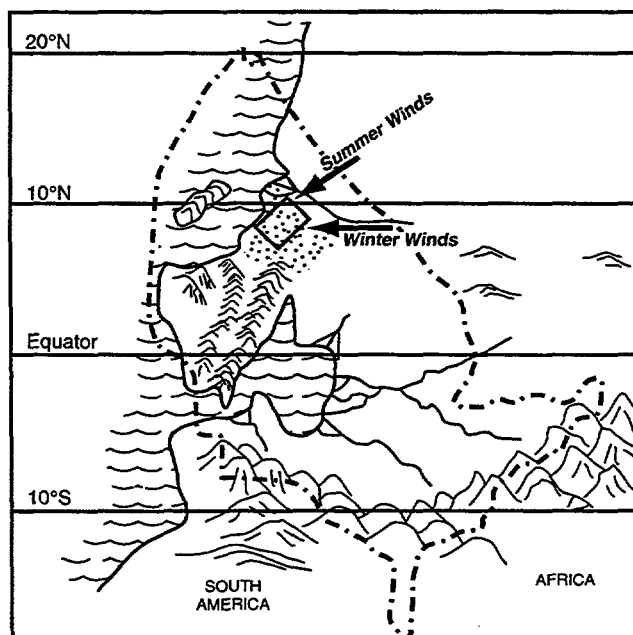 20°N
Summer Winds
10°N
Winter Winds
Equator
10°S
SOUTH
AMERICA
AFRICA